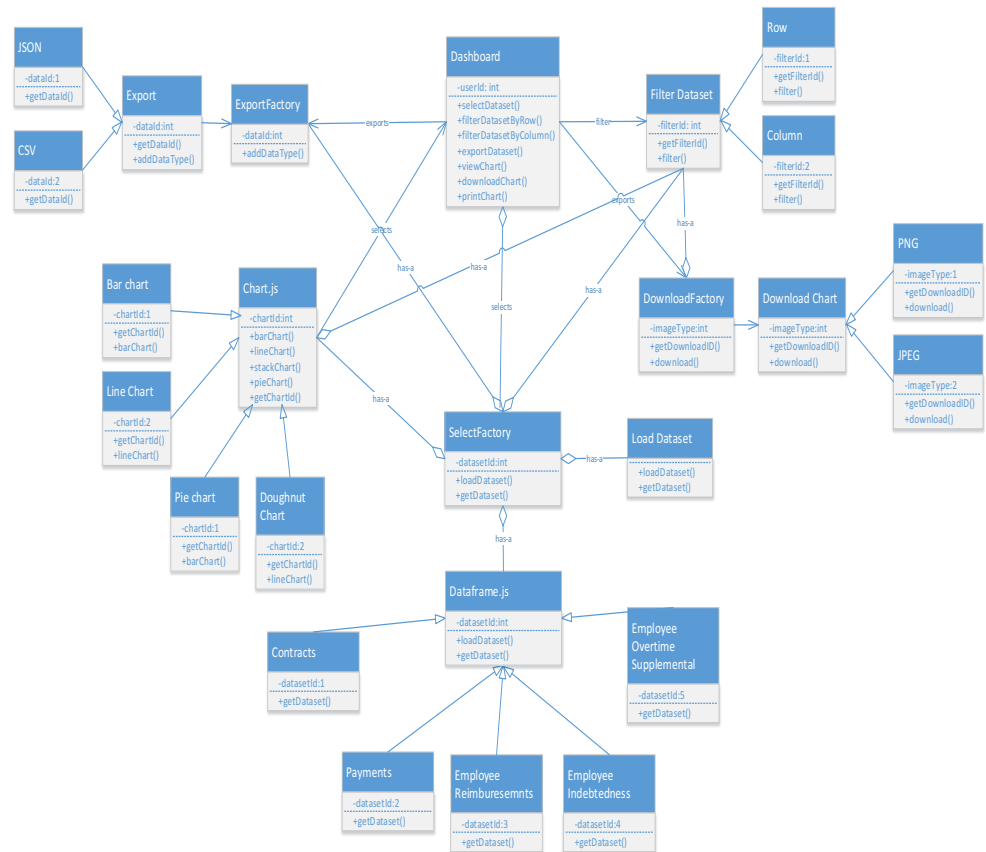 JSON
-dataId:1
+getDataId()
CSV
-dataId:2
+getDataId()
Export
-dataId:int
+getDataId()
+addDataType()
ExportFactory
-dataId:int
+addDataType()
exports
Dashboard
-userId: int
+selectDataset()
+filterDatasetByRow()
+filterDatasetByColumn()
+exportDataset()
+viewChart()
+downloadChart()
+printChart()
filter
Filter Dataset
-filterId: int
+getFilterId()
+filter()
Row
-filterId:1
+getFilterId()
+filter()
Column
-filterId:2
+getFilterId()
+filter()
exports
selects
has-a
has-a
has-a
has-a
selects
has-a
Bar chart
-chartId:1
+getChartId()
+barChart()
Line Chart
-chartId:2
+getChartId()
+lineChart()
Chart.js
-chartId:int
+barChart()
+lineChart()
+stackChart()
+pieChart()
+getChartId()
Pie chart
-chartId:1
+getChartId()
+barChart()
Doughnut
Chart
-chartId:2
+getChartId()
+lineChart()
DownloadFactory
-imageType:int
+getDownloadID()
+download()
Download Chart
-imageType:int
+getDownloadID()
+download()
PNG
-imageType:1
+getDownloadID()
+download()
JPEG
-imageType:2
+getDownloadID()
+download()
SelectFactory
-datasetId:int
+loadDataset()
+getDataset()
has-a
Load Dataset
+loadDataset()
+getDataset()
has-a
Dataframe.js
-datasetId:int
+loadDataset()
+getDataset()
Contracts
-datasetId:1
+getDataset()
Employee
Overtime
Supplemental
-datasetId:5
+getDataset()
Payments
-datasetId:2
+getDataset()
Employee
Reimburesemnts
-datasetId:3
+getDataset()
Employee
Indebtedness
-datasetId:4
+getDataset()